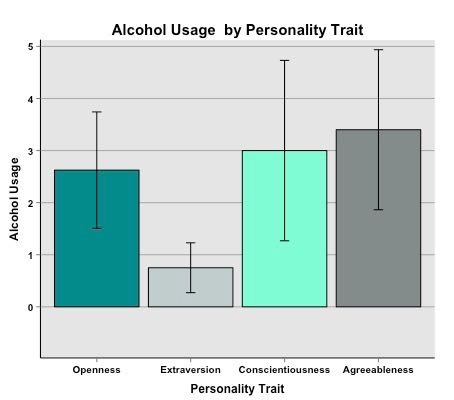 Alcohol Usage  by Personality Trait
5
4
3
2
1
0
Alcohol Usage
Openness Extraversion Conscientiousness Agreeableness
Personality Trait